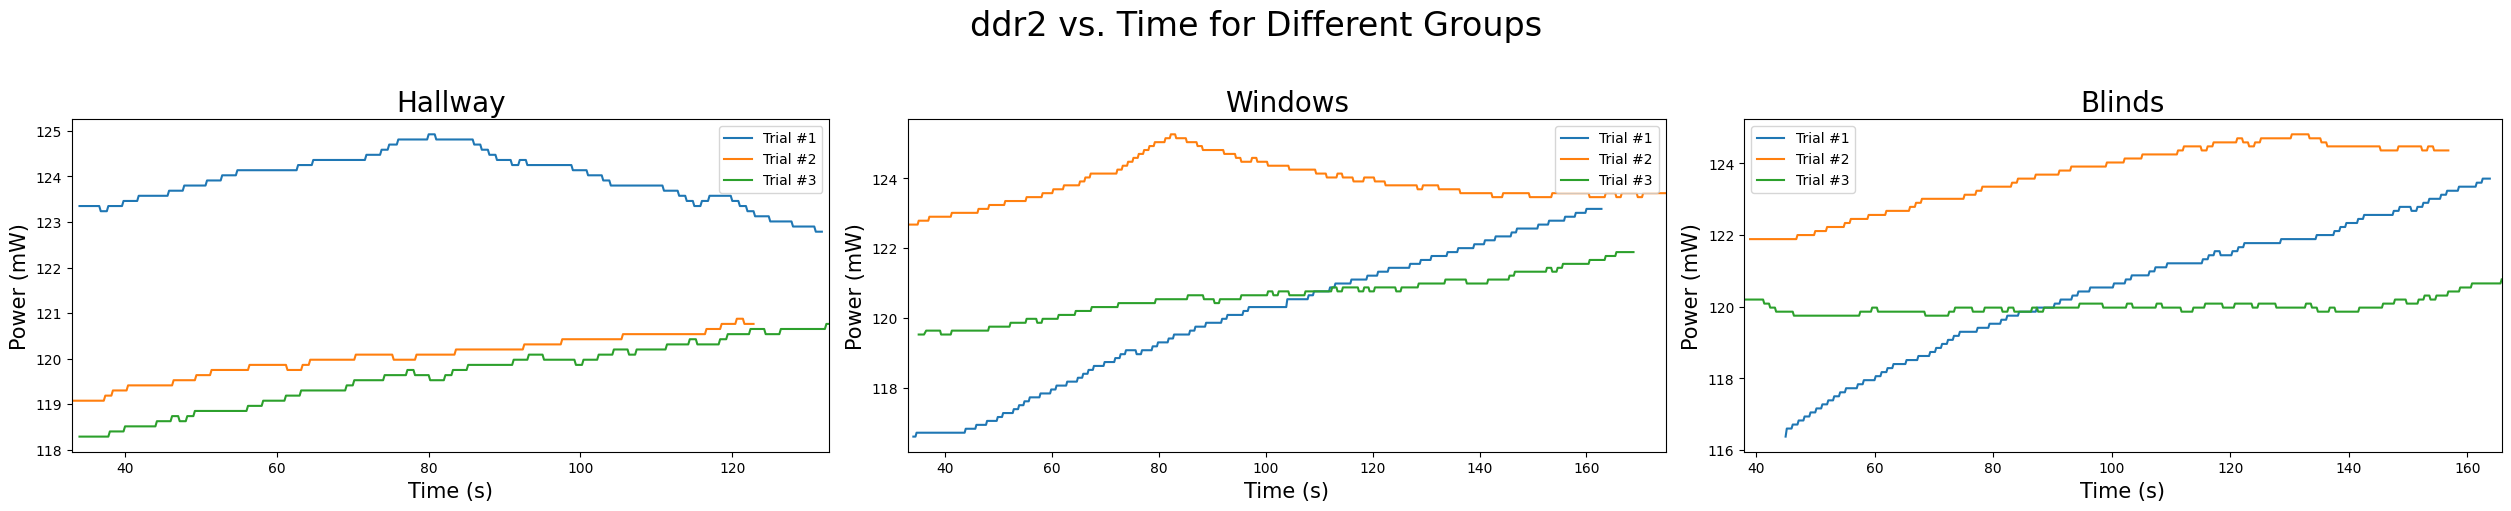 ddr2 vs. Time for Different Groups
Hallway
125
124
123
122
121
120
119
118
Power (mW)
40 60 80 100 120
Time (s)
Trial #1
Trial #2
Trial #3
Windows
124
122
120
118
Power (mW)
40 60 80 100 120 140 160
Time (s)
Trial #1
Trial #2
Trial #3
Blinds
124
122
120
118
116
Power (mW)
40 60 80 100 120 140 160
Time (s)
Trial #1
Trial #2
Trial #3